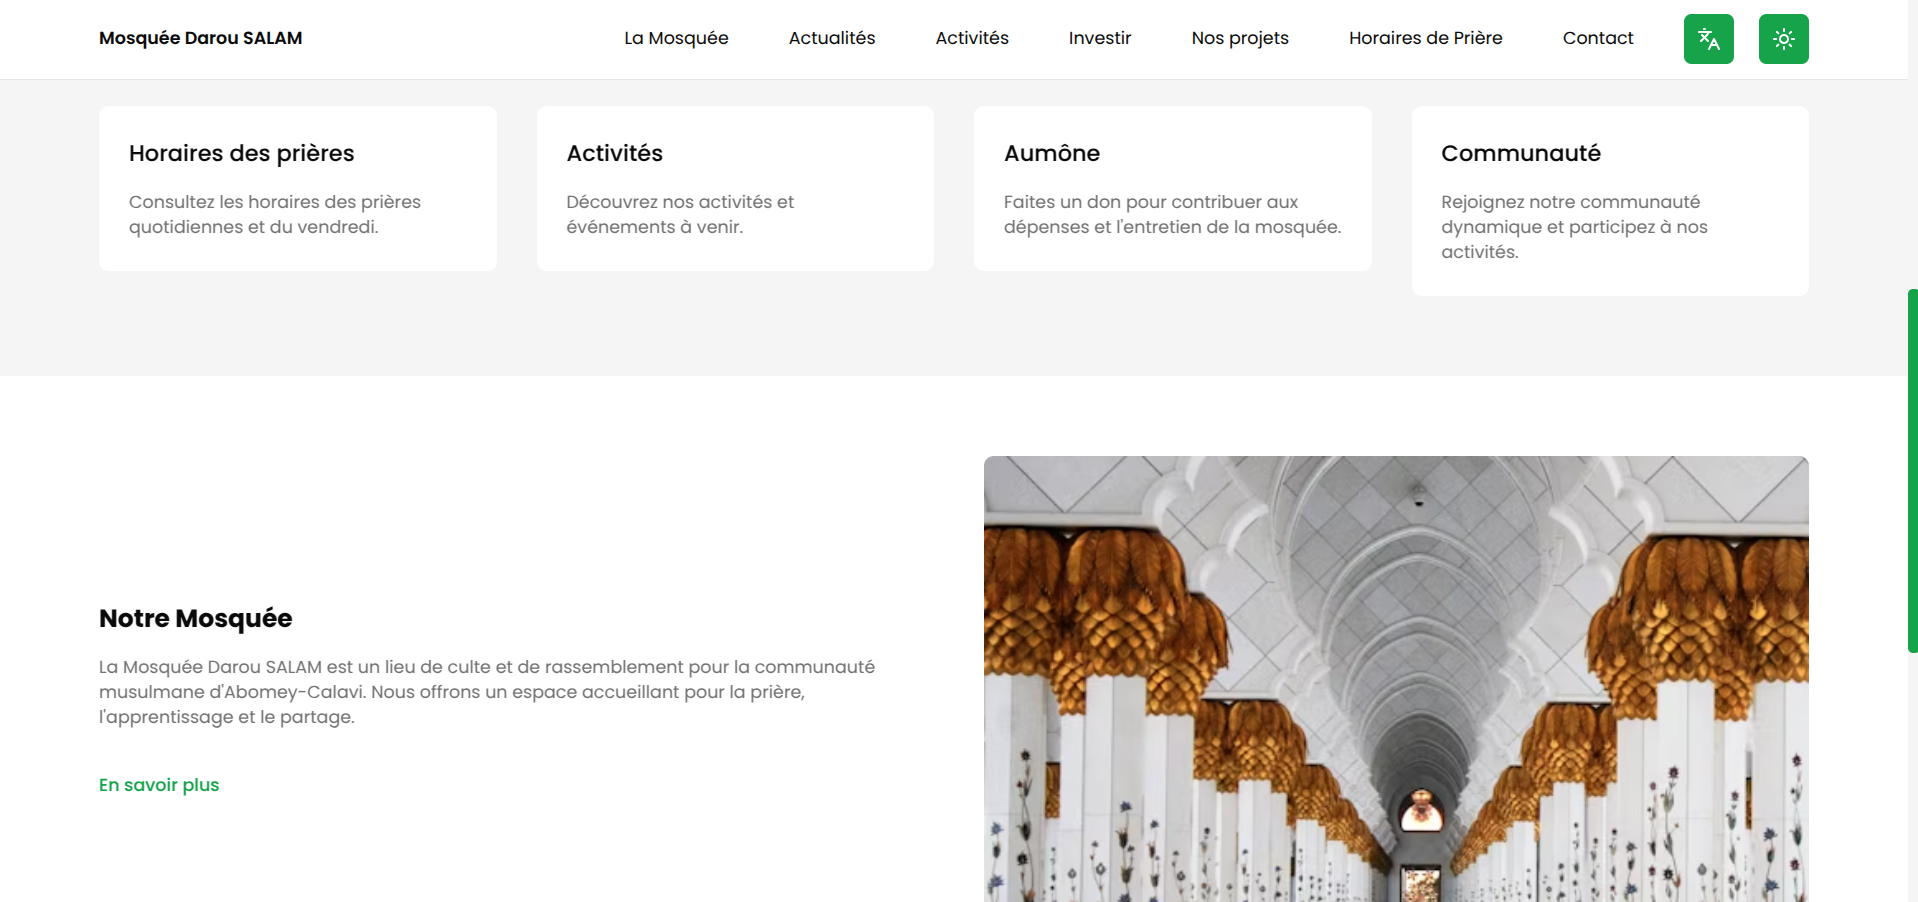 Mosquée Darou SALAM
La Mosquée
Actualités
Activités
Investir
Nos projets
Horaires de Prière
Contact
Horaires des prières
Consultez les horaires des prières
quotidiennes et du vendredi.
Activités
Découvrez nos activités et
événements à venir.
Aumône
Faites un don pour contribuer aux
dépenses et l'entretien de la mosquée.
Communauté
Rejoignez notre communauté
dynamique et participez à nos
activités.
Notre Mosquée
La Mosquée Darou SALAM est un lieu de culte et de rassemblement pour la communauté
musulmane d'Abomey-Calavi. Nous offrons un espace accueillant pour la prière,
l'apprentissage et le partage.
En savoir plus